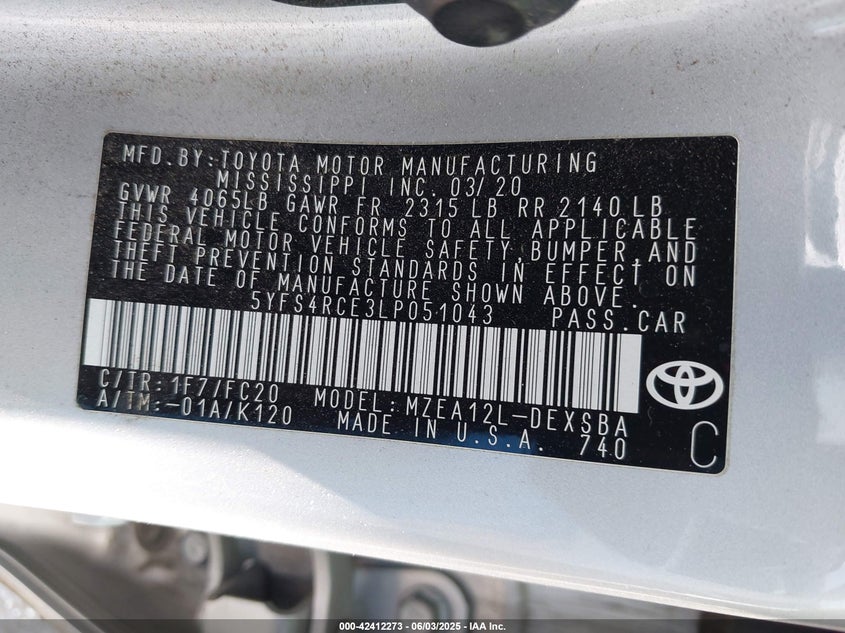 MFD.BY:TOYOTA MOTOR MANUFACTURING
MISSISSIPPI INC. 03/20
GVWR 4065LB GAWR FR 2315 LB RR 2140 LB
THIS VEHICLE CONFORMS TO ALL APPLICABLE
FEDERAL MOTOR VEHICLE SAFETY,BUMPER,AND
THEFT PREVENTION STANDARDS IN EFFECT ON
THE DATE OF MANUFACTURE SHOWN ABOVE.
5YFS4RCE3LP051043 PASS.CAR
C/TR:1F7/FC20 MODEL:MZEA12L-DEXSBA
A/TM:-01A/K120 MADE IN U.S.A. 740
C
000-42412273 - 06/03/2025 - IAA Inc.